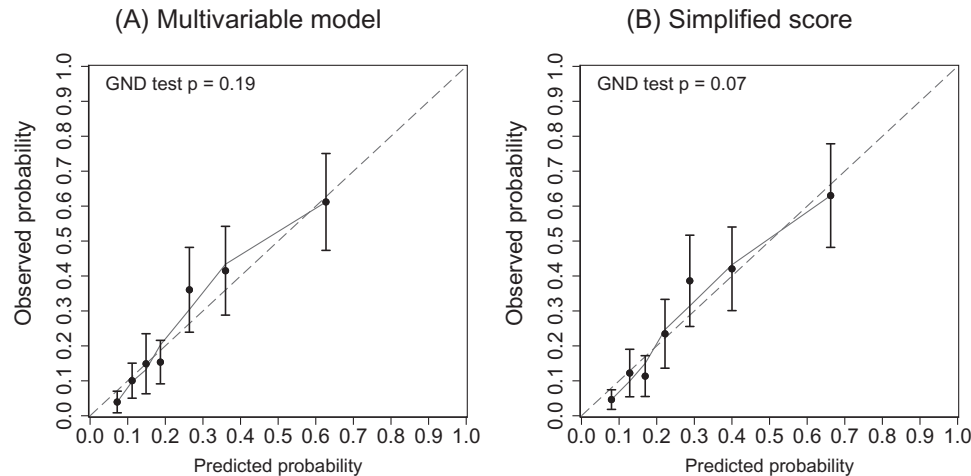 (A) Multivariable model
GND test p = 0.19
Observed probability
0.0 0.1 0.2 0.3 0.4 0.5 0.6 0.7 0.8 0.9 1.0
0.0 0.1 0.2 0.3 0.4 0.5 0.6 0.7 0.8 0.9 1.0
Predicted probability
(B) Simplified score
GND test p = 0.07
Observed probability
0.0 0.1 0.2 0.3 0.4 0.5 0.6 0.7 0.8 0.9 1.0
0.0 0.1 0.2 0.3 0.4 0.5 0.6 0.7 0.8 0.9 1.0
Predicted probability